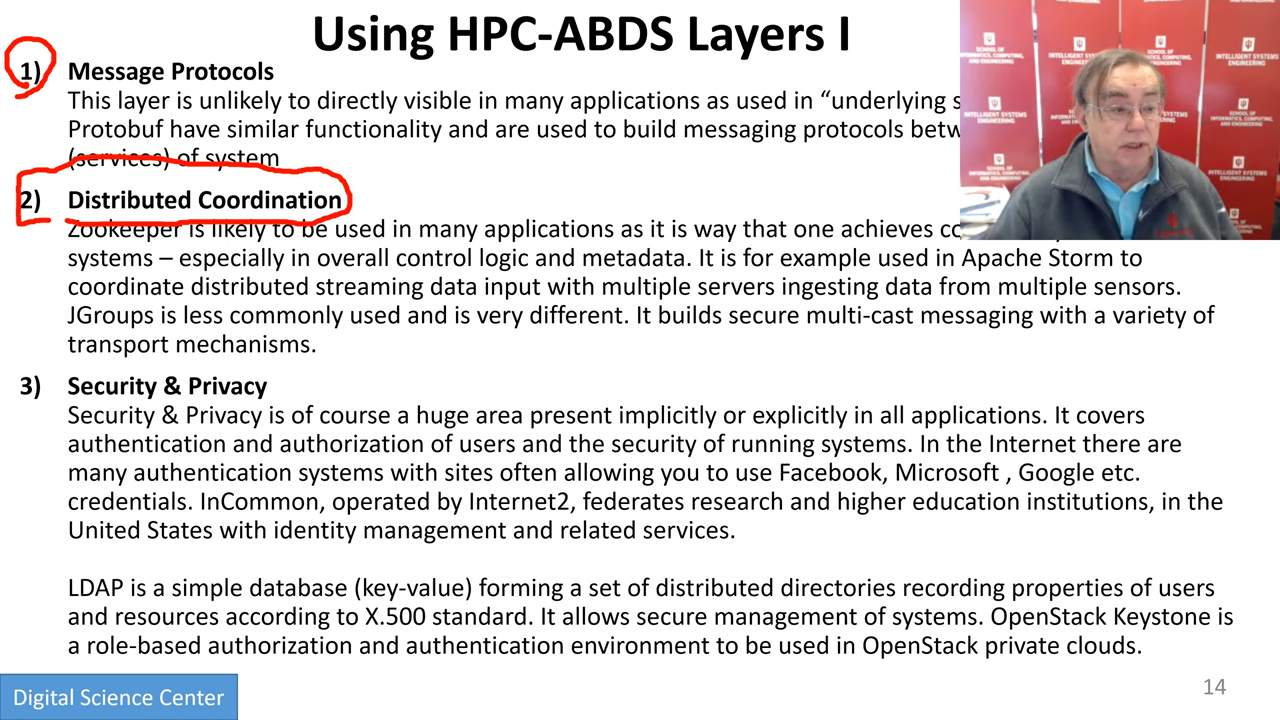 Using HPC-ABDS Layers I
1) Message Protocols
This layer is unlikely to directly visible in many applications as used in “underlying
Protobuf have similar functionality and are used to build messaging protocols
(services) of system
2) Distributed Coordination
Zookeeper is likely to be used in many applications as it is way that one achieves
systems – especially in overall control logic and metadata. It is for example used in Apache Storm to
coordinate distributed streaming data input with multiple servers ingesting data from multiple sensors.
JGroups is less commonly used and is very different. It builds secure multi-cast messaging with a variety of
transport mechanisms.
3) Security & Privacy
Security & Privacy is of course a huge area present implicitly or explicitly in all applications. It covers
authentication and authorization of users and the security of running systems. In the Internet there are
many authentication systems with sites often allowing you to use Facebook, Microsoft , Google etc.
credentials. InCommon, operated by Internet2, federates research and higher education institutions, in the
United States with identity management and related services.
LDAP is a simple database (key-value) forming a set of distributed directories recording properties of users
and resources according to X.500 standard. It allows secure management of systems. OpenStack Keystone is
a role-based authorization and authentication environment to be used in OpenStack private clouds.
Digital Science Center
14
SCHOOL OF
INFORMATICS, COMPUTING,
AND ENGINEERING
INTELLIGENT SYSTEMS
ENGINEERING